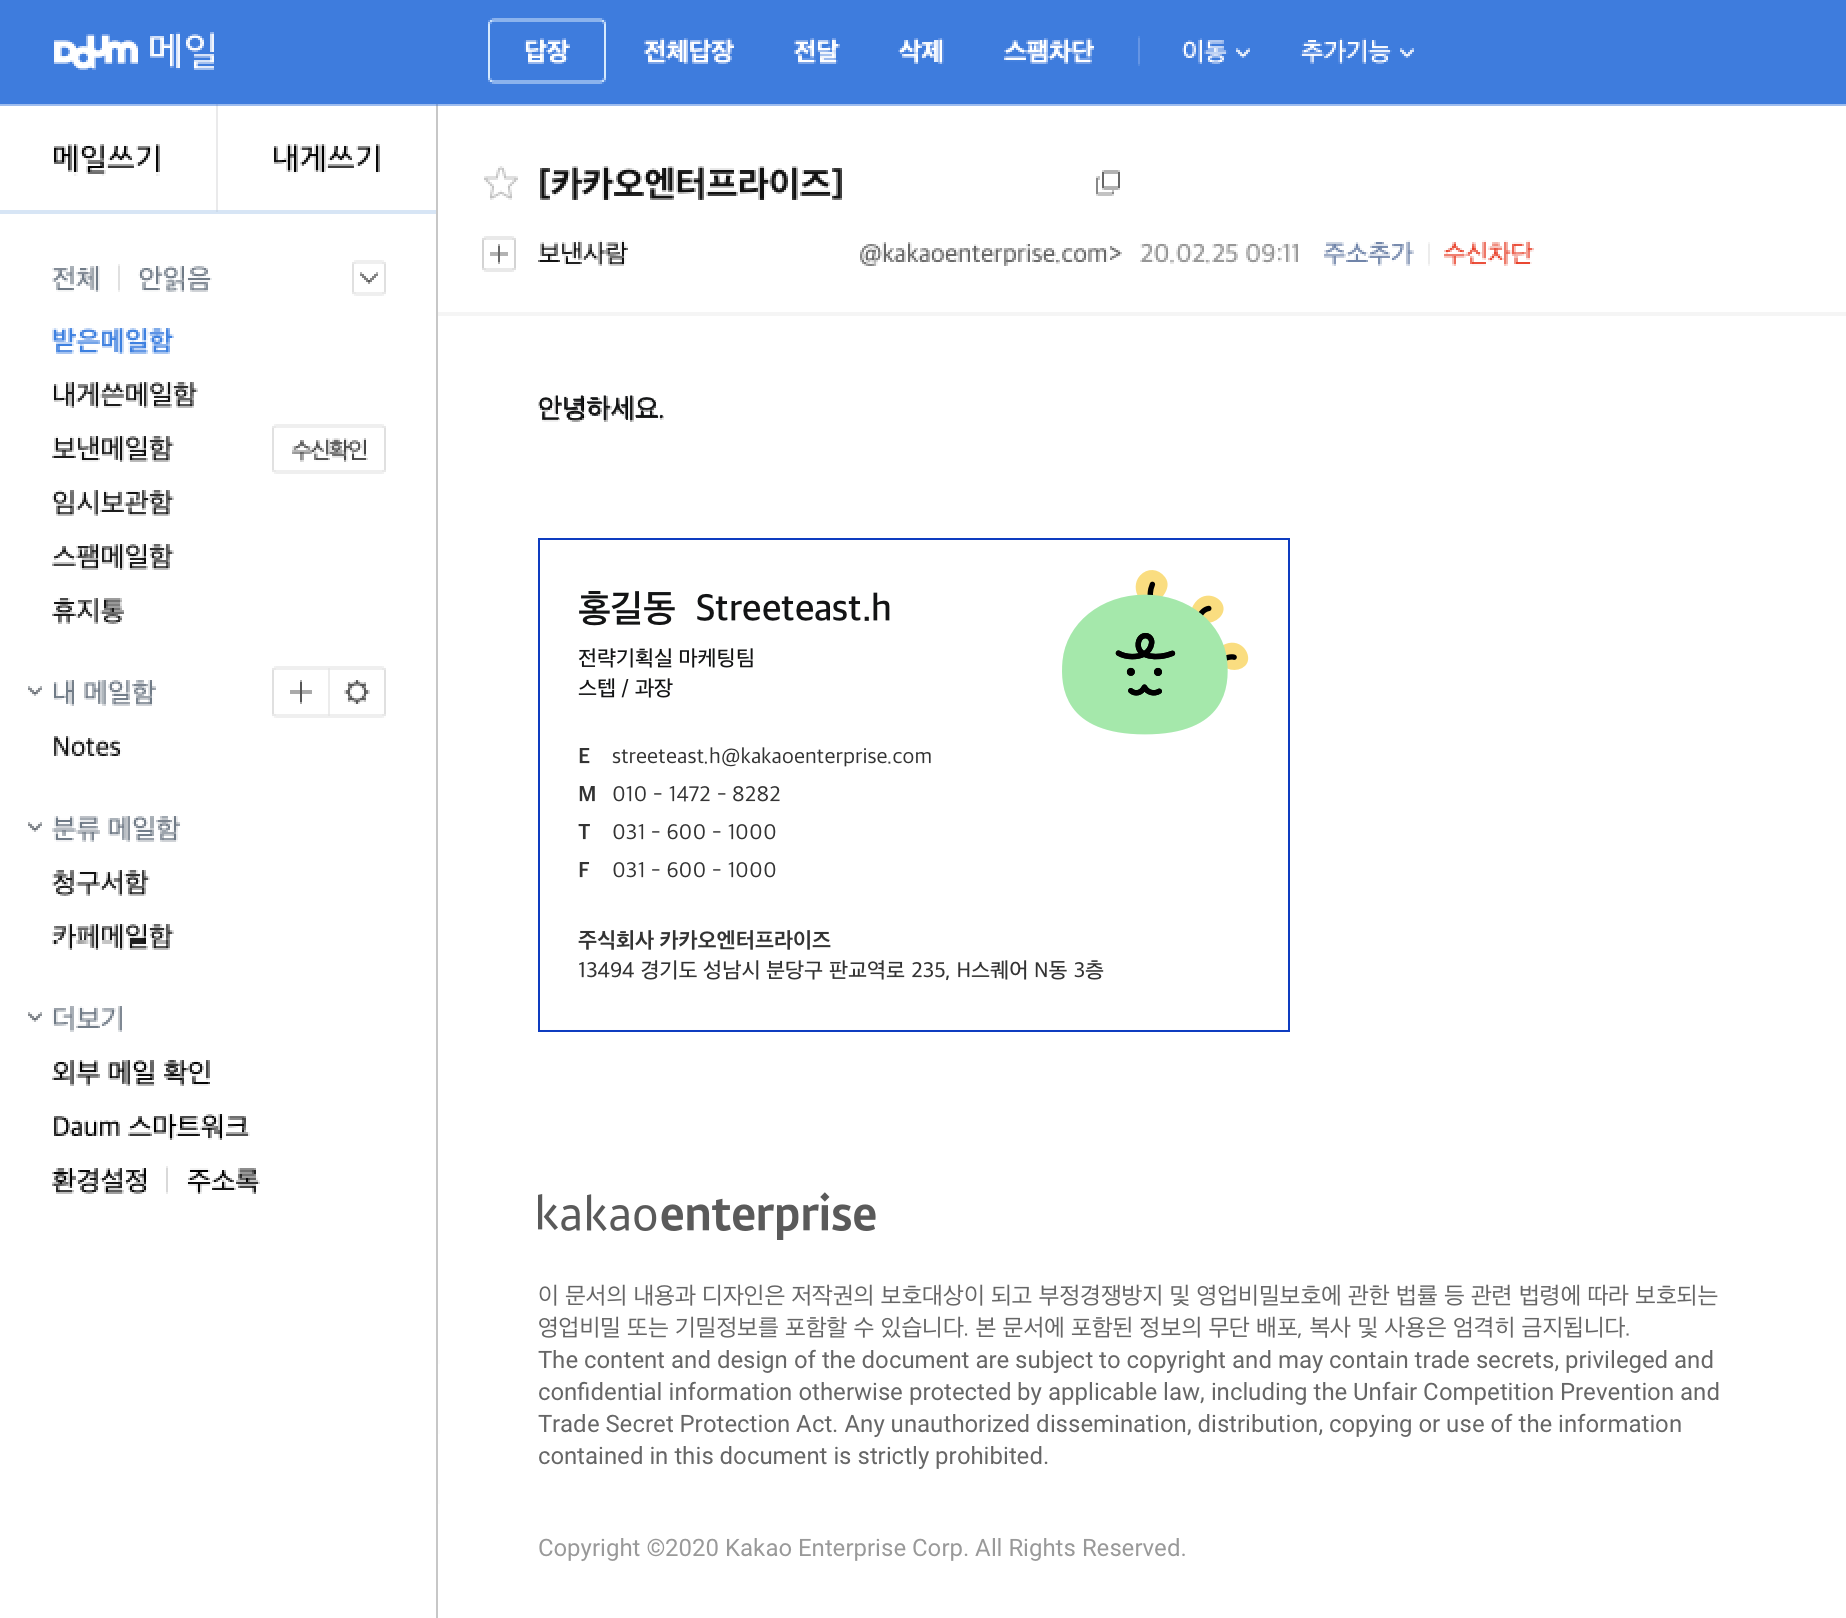 Daum 메일
답장 전체답장 전달 삭제 스팸차단 이동 추가기능
메일쓰기 내게쓰기
전체 안읽음
받은메일함
내게쓴메일함
보낸메일함 수신확인
임시보관함
스팸메일함
휴지통
내 메일함
Notes
분류 메일함
청구서함
카페메일함
더보기
외부 메일 확인
Daum 스마트워크
환경설정 주소록
[카카오엔터프라이즈]
보낸사람 @kakaoenterprise.com> 20.02.25 09:11 주소추가 수신차단
안녕하세요.
홍길동 Streeteast.h
전략기획실 마케팅팀
스텝 / 과장
E streeteast.h@kakaoenterprise.com
M 010 - 1472 - 8282
T 031 - 600 - 1000
F 031 - 600 - 1000
주식회사 카카오엔터프라이즈
13494 경기도 성남시 분당구 판교역로 235, H스퀘어 N동 3층
kakaoenterprise
이 문서의 내용과 디자인은 저작권의 보호대상이 되고 부정경쟁방지 및 영업비밀보호에 관한 법률 등 관련 법령에 따라 보호되는
영업비밀 또는 기밀정보를 포함할 수 있습니다. 본 문서에 포함된 정보의 무단 배포, 복사 및 사용은 엄격히 금지됩니다.
The content and design of the document are subject to copyright and may contain trade secrets, privileged and
confidential information otherwise protected by applicable law, including the Unfair Competition Prevention and
Trade Secret Protection Act. Any unauthorized dissemination, distribution, copying or use of the information
contained in this document is strictly prohibited.
Copyright ©2020 Kakao Enterprise Corp. All Rights Reserved.